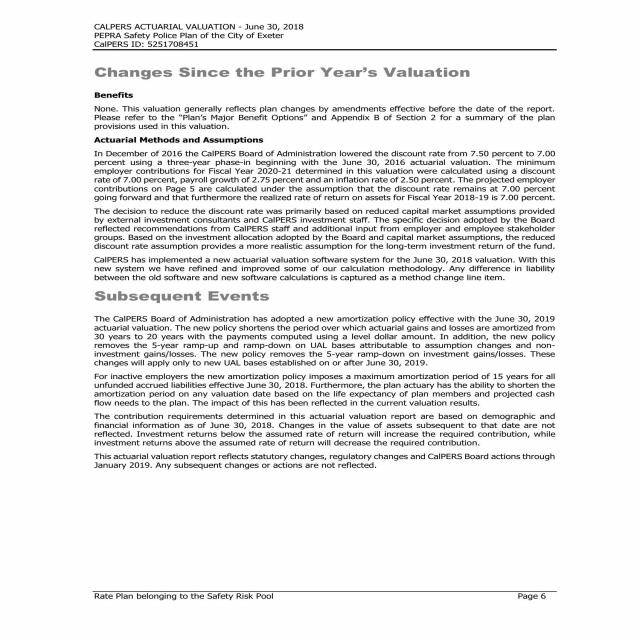 CALPERS ACTUARIAL VALUATION - June 30, 2018
PEPRA Safety Police Plan of the City of Exeter
CalPERS ID: 5251708451
Changes Since the Prior Year's Valuation
Benefits
None. This valuation generally reflects plan changes by amendments effective before the date of the report.
Please refer to the "Plan's Major Benefit Options" and Appendix B of Section 2 for a summary of the plan
provisions used in this valuation.
Actuarial Methods and Assumptions
In December of 2016 the CalPERS Board of Administration lowered the discount rate from 7.50 percent to 7.00
percent using a three-year phase-in beginning with the June 30, 2016 actuarial valuation. The minimum
employer contributions for Fiscal Year 2020-21 determined in this valuation were calculated using a discount
rate of 7.00 percent, payroll growth of 2.75 percent and an inflation rate of 2.50 percent. The projected employer
contributions on Page 5 are calculated under the assumption that the discount rate remains at 7.00 percent
going forward and that furthermore the realized rate of return on assets for Fiscal Year 2018-19 is 7.00 percent.
The decision to reduce the discount rate was primarily based on reduced capital market assumptions provided
by external investment consultants and CalPERS investment staff. The specific decision adopted by the Board
reflected recommendations from CalPERS staff and additional input from employer and employee stakeholder
groups. Based on the investment allocation adopted by the Board and capital market assumptions, the reduced
discount rate assumption provides a more realistic assumption for the long-term investment return of the fund.
CalPERS has implemented a new actuarial valuation software system for the June 30, 2018 valuation. With this
new system we have refined and improved some of our calculation methodology. Any difference in liability
between the old software and new software calculations is captured as a method change line item.
Subsequent Events
The CalPERS Board of Administration has adopted a new amortization policy effective with the June 30, 2019
actuarial valuation. The new policy shortens the period over which actuarial gains and losses are amortized from
30 years to 20 years with the payments computed using a level dollar amount. In addition, the new policy
removes the 5-year ramp-up and ramp-down on UAL bases attributable to assumption changes and non-
investment gains/losses. The new policy removes the 5-year ramp-down on investment gains/losses. These
changes will apply only to new UAL bases established on or after June 30, 2019.
For inactive employers the new amortization policy imposes a maximum amortization period of 15 years for all
unfunded accrued liabilities effective June 30, 2018. Furthermore, the plan actuary has the ability to shorten the
amortization period on any valuation date based on the life expectancy of plan members and projected cash
flow needs to the plan. The impact of this has been reflected in the current valuation results.
The contribution requirements determined in this actuarial valuation report are based on demographic and
financial information as of June 30, 2018. Changes in the value of assets subsequent to that date are not
reflected. Investment returns below the assumed rate of return will increase the required contribution, while
investment returns above the assumed rate of return will decrease the required contribution.
This actuarial valuation report reflects statutory changes, regulatory changes and CalPERS Board actions through
January 2019. Any subsequent changes or actions are not reflected.
Rate Plan belonging to the Safety Risk Pool Page 6